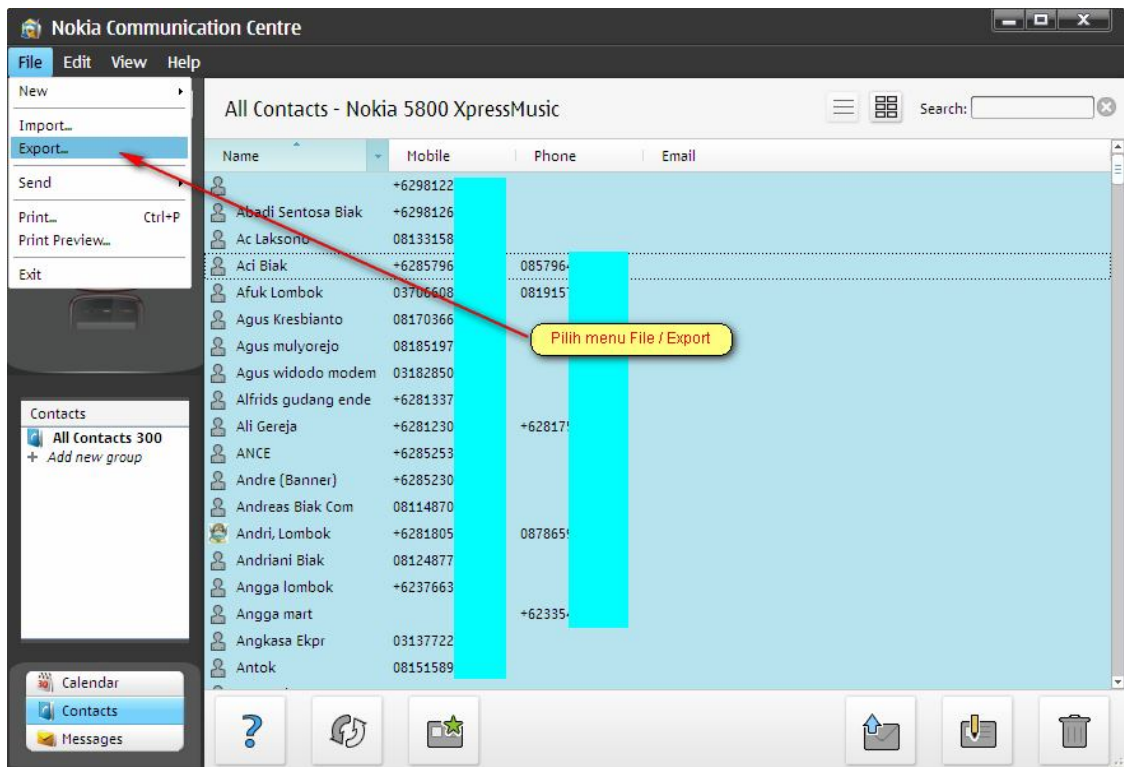 Nokia Communication Centre
File Edit View Help
New
Import...
Export...
Send
Print... Ctrl+P
Print Preview...
Exit
All Contacts - Nokia 5800 XpressMusic
Search:
Name Mobile Phone Email
+6298122
Abadi Sentosa Biak +6298126
Ac Laksono 08133158
Aci Biak +6285796 085796
Afuk Lombok 03706608 081915
Agus Kresbianto 08170366
Agus mulyorejo 08185197
Pilih menu File / Export
Agus widodo modem 03182850
Alfrids gudang ende +6281337
Ali Gereja +6281230 +62817
ANCE +6285253
Andre (Banner) +6285230
Andreas Biak Com 08114870
Andri, Lombok +6281805 087865
Andriani Biak 08124877
Angga lombok +6237663
Angga mart +62335
Angkasa Ekpr 03137722
Antok 08151589
Contacts
All Contacts 300
+ Add new group
Calendar
Contacts
Messages